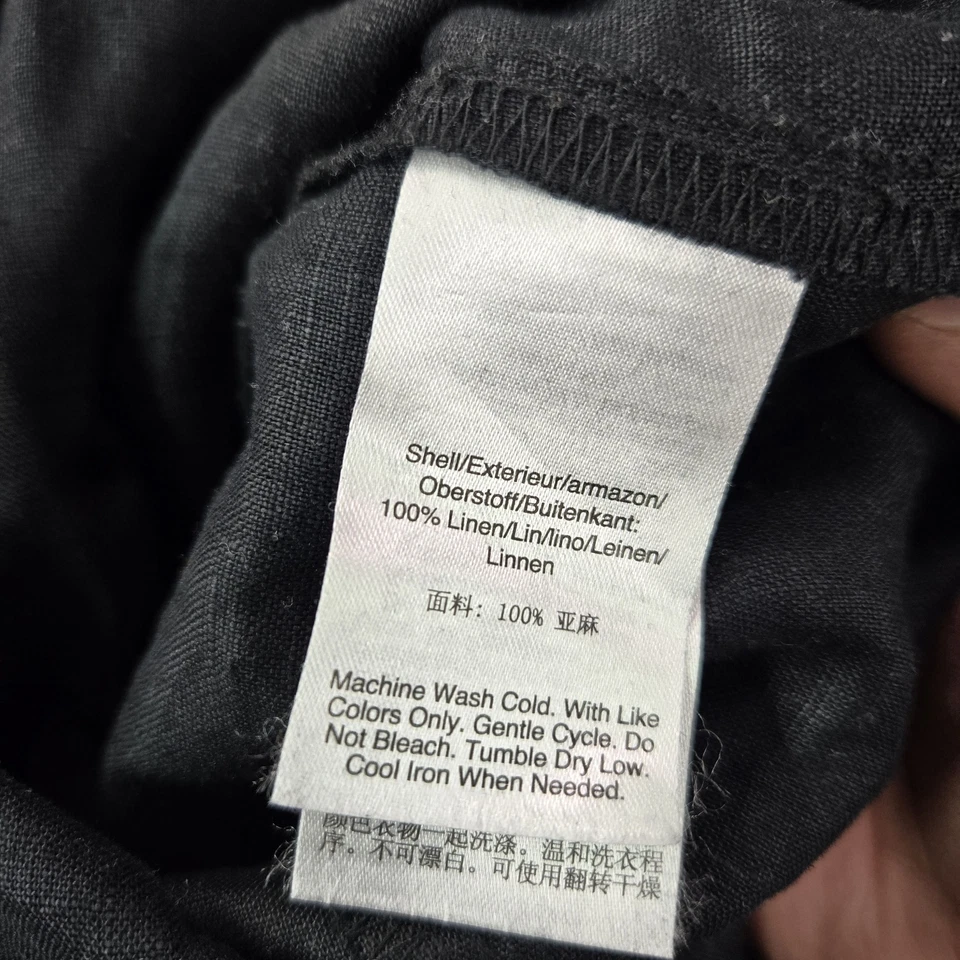 Shell/Exterieur/armazon/
Oberstoff/Buitenkant:
100% Linen/Lin/lino/Leinen/
Linnen
面料: 100% 亚麻
Machine Wash Cold. With Like
Colors Only. Gentle Cycle. Do
Not Bleach. Tumble Dry Low.
Cool Iron When Needed.
颜色衣物一起洗涤。温和洗衣程
序。不可漂白。可使用翻转干燥